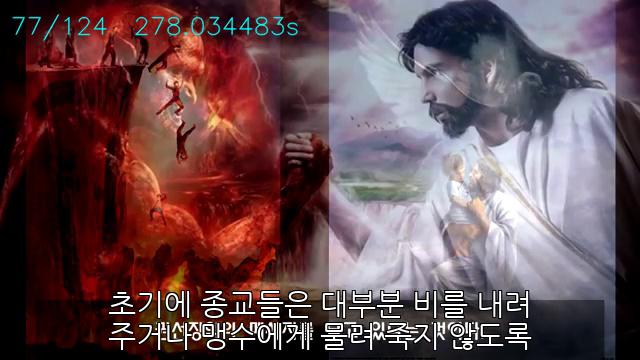 77/124 278.034483s
초기에 종교들은 대부분 비를 내려
주거나 맹수에게 물려 죽지 않도록